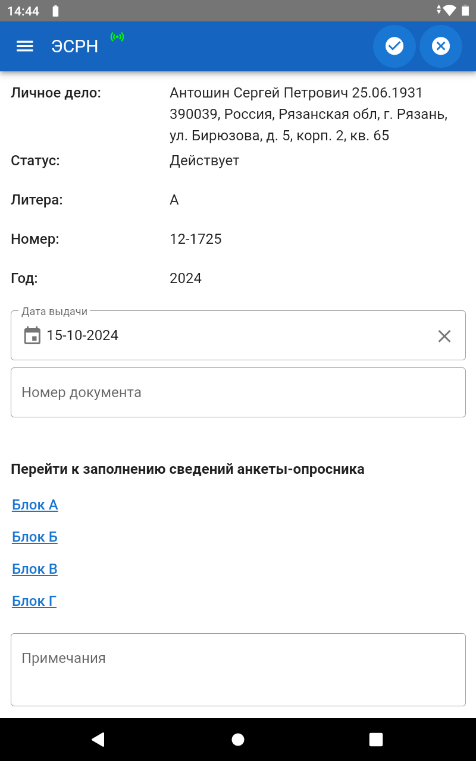 14:44
ЭСРН
Личное дело: Антошин Сергей Петрович 25.06.1931
390039, Россия, Рязанская обл, г. Рязань,
ул. Бирюзова, д. 5, корп. 2, кв. 65
Статус: Действует
Литера: А
Номер: 12-1725
Год: 2024
Дата выдачи
15-10-2024
Номер документа
Перейти к заполнению сведений анкеты-опросника
Блок А
Блок Б
Блок В
Блок Г
Примечания